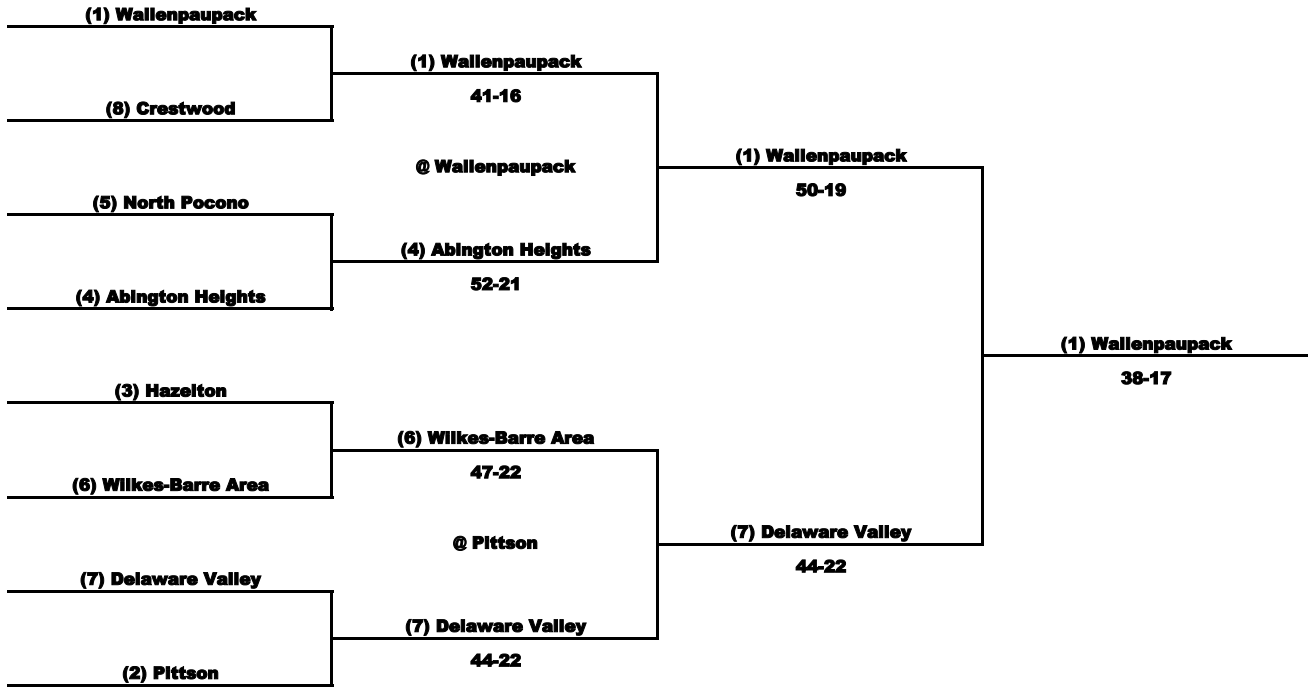 (1) Wallenpaupack
(1) Wallenpaupack
41-16
(8) Crestwood
@ Wallenpaupack
(1) Wallenpaupack
50-19
(5) North Pocono
(4) Abington Heights
52-21
(4) Abington Heights
(1) Wallenpaupack
38-17
(3) Hazelton
(6) Wilkes-Barre Area
47-22
(6) Wilkes-Barre Area
@ Pittson
(7) Delaware Valley
44-22
(7) Delaware Valley
(7) Delaware Valley
44-22
(2) Pittson